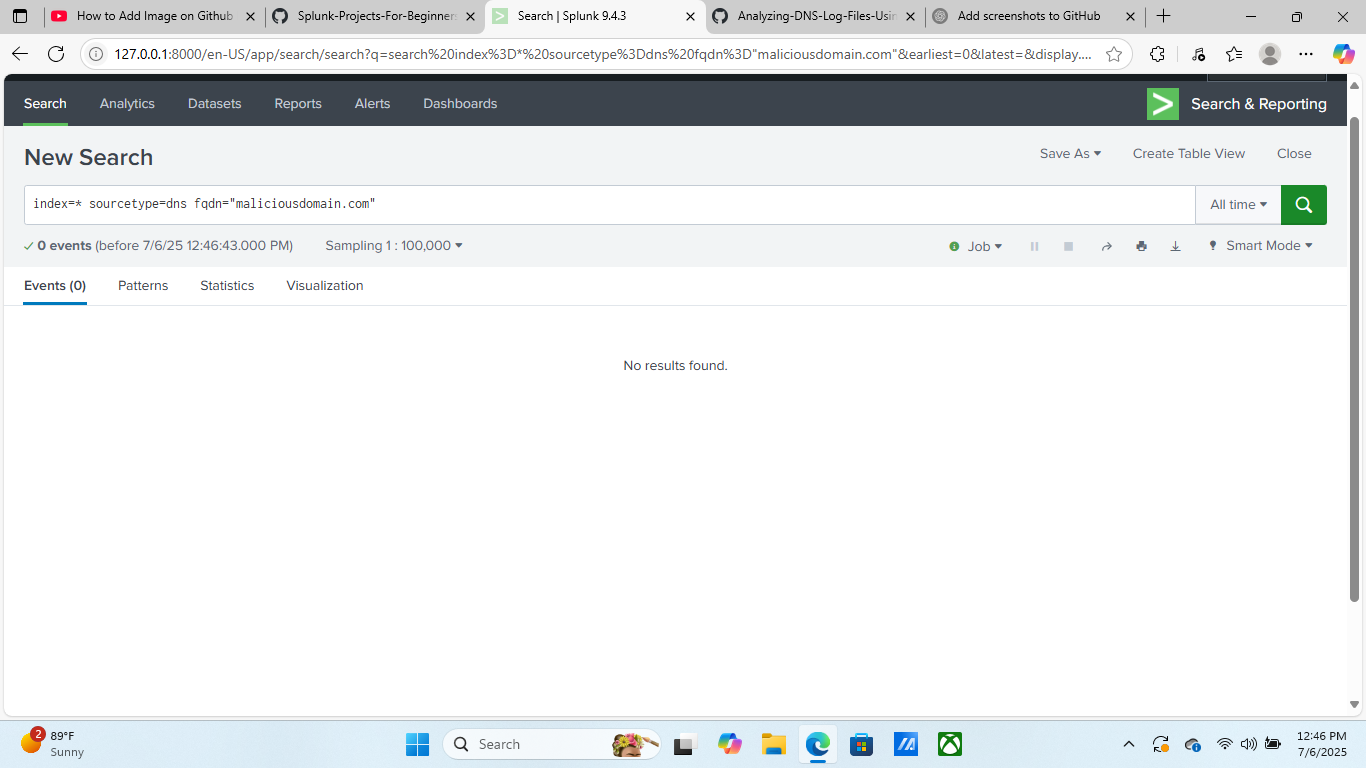 How to Add Image on Github
Splunk-Projects-For-Beginners
Search | Splunk 9.4.3
Analyzing-DNS-Log-Files-Usin
Add screenshots to GitHub
127.0.0.1:8000/en-US/app/search/search?q=search%20index%3D*%20sourcetype%3Ddns%20fqdn%3D"maliciousdomain.com"&earliest=0&latest=&display....
Search Analytics Datasets Reports Alerts Dashboards Search & Reporting
New Search Save As Create Table View Close
index=* sourcetype=dns fqdn="maliciousdomain.com" All time
0 events (before 7/6/25 12:46:43.000 PM) Sampling 1 : 100,000 Job Smart Mode
Events (0) Patterns Statistics Visualization
No results found.
2 89°F
Sunny
Search
12:46 PM
7/6/2025